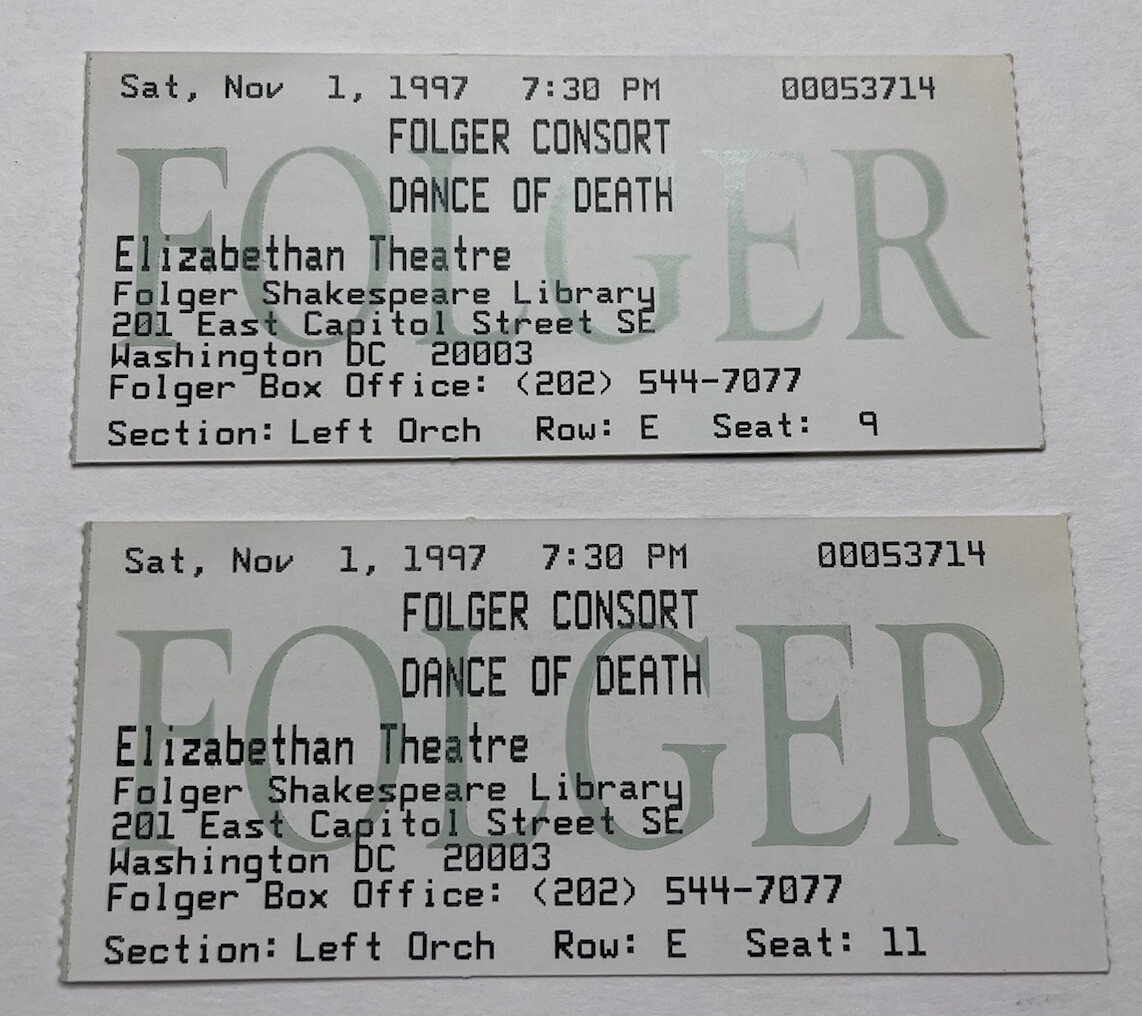 Sat, Nov 1, 1997 7:30 PM 00053714
FOLGER CONSORT
DANCE OF DEATH
FOLGER
Elizabethan Theatre
Folger Shakespeare Library
201 East Capitol Street SE
Washington DC 20003
Folger Box Office: (202) 544-7077
Section: Left Orch Row: E Seat: 9
Sat, Nov 1, 1997 7:30 PM 00053714
FOLGER CONSORT
DANCE OF DEATH
FOLGER
Elizabethan Theatre
Folger Shakespeare Library
201 East Capitol Street SE
Washington DC 20003
Folger Box Office: (202) 544-7077
Section: Left Orch Row: E Seat: 11